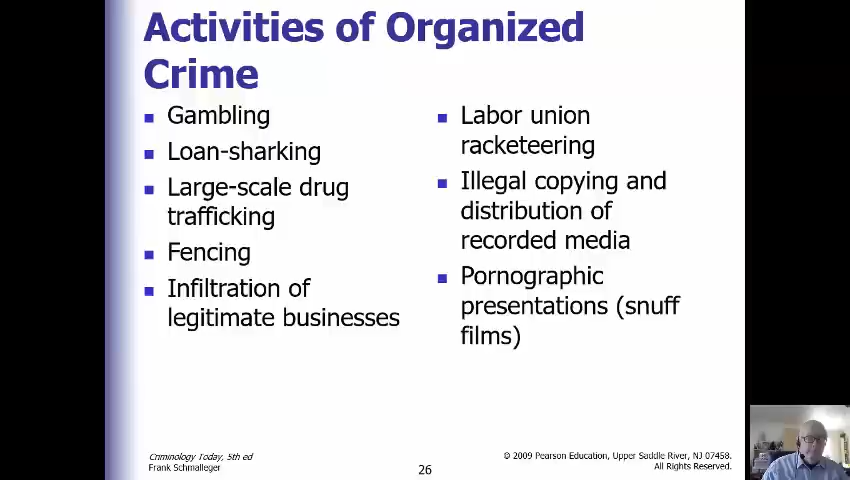 Activities of Organized
Crime
Gambling
Loan-sharking
Large-scale drug
trafficking
Fencing
Infiltration of
legitimate businesses
Labor union
racketeering
Illegal copying and
distribution of
recorded media
Pornographic
presentations (snuff
films)
Criminology Today, 5th ed
Frank Schmalleger
26
© 2009 Pearson Education, Upper Saddle River, NJ 07458.
All Rights Reserved.